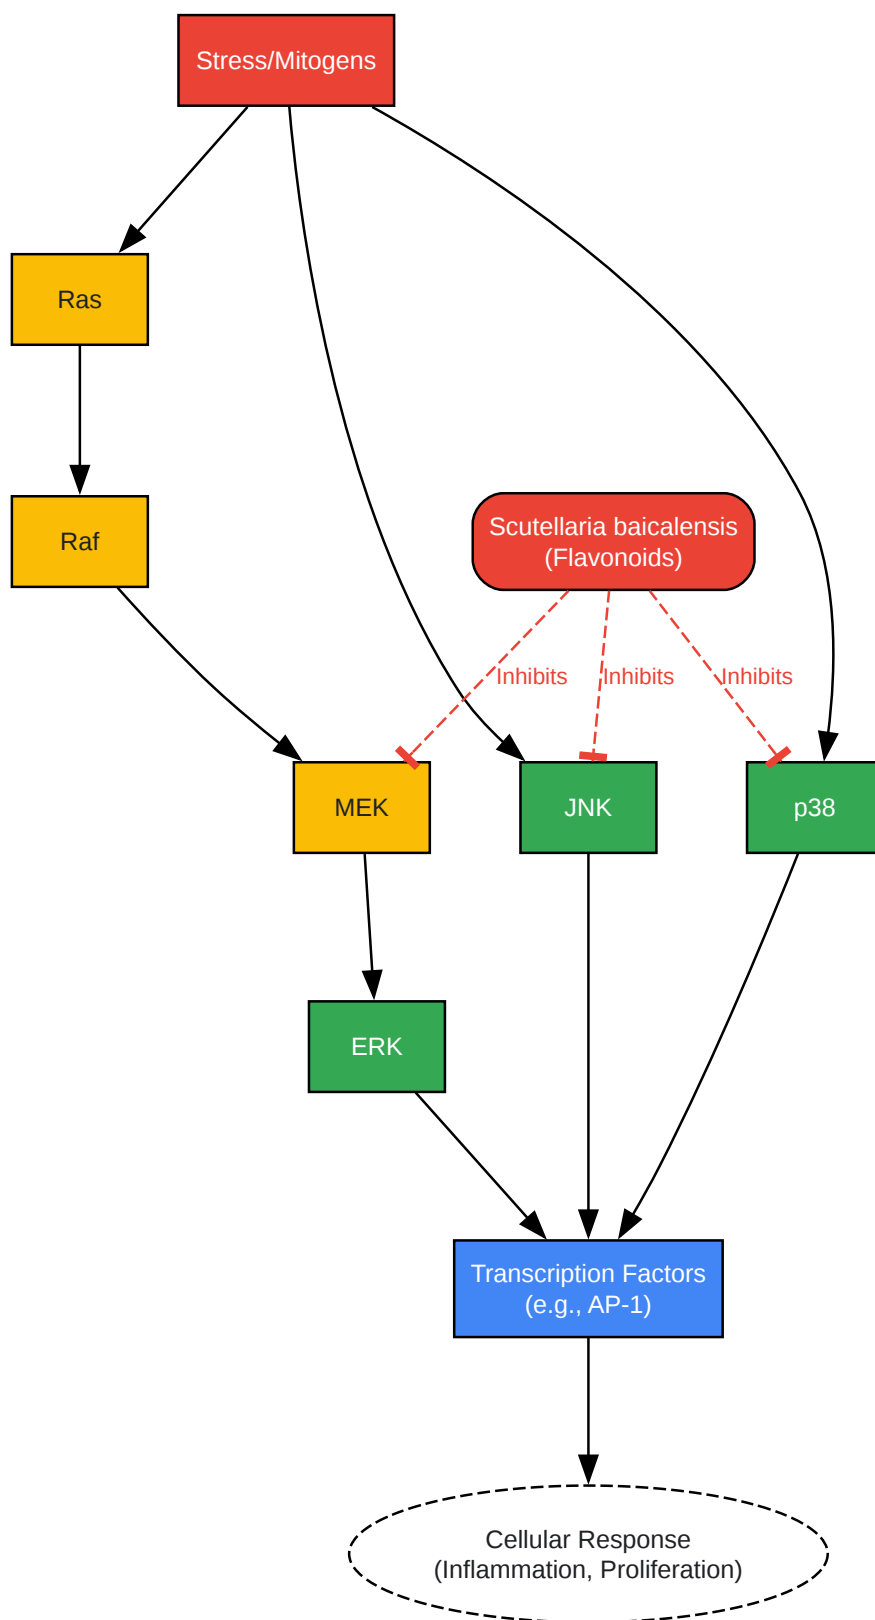 Stress/Mitogens
Ras
Raf
Scutellaria baicalensis
(Flavonoids)
Inhibits
Inhibits
Inhibits
MEK
JNK
p38
ERK
Transcription Factors
(e.g., AP-1)
Cellular Response
(Inflammation, Proliferation)